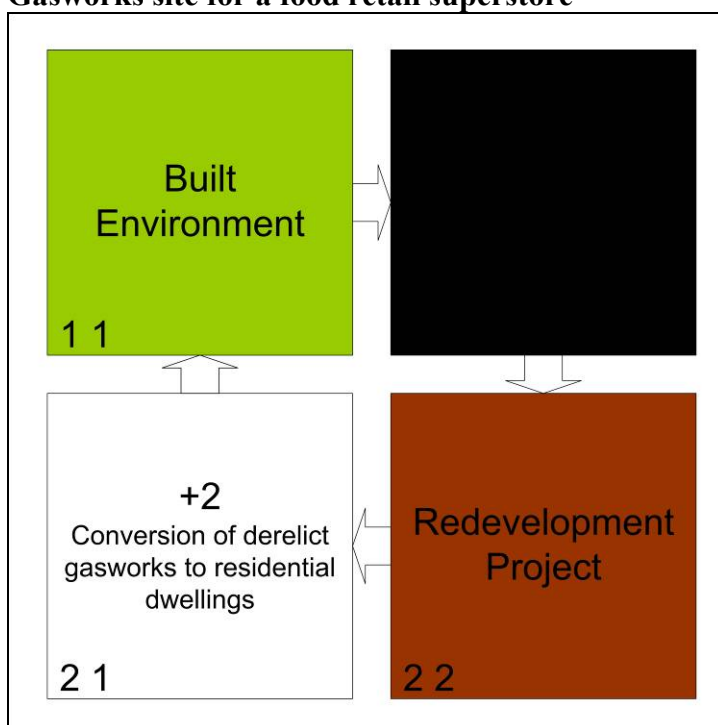 Gasworks site for a food retail superstore
Built
Environment
1 1
+2
Conversion of derelict
gasworks to residential
dwellings
2 1
Redevelopment
Project
2 2